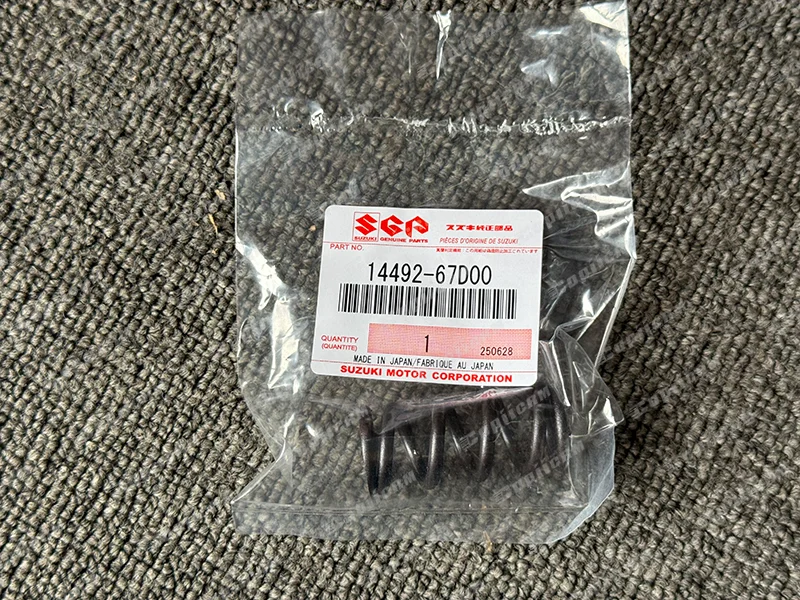 SGP
スズキ純正部品
SUZUKI GENUINE PARTS
PIÈCES D'ORIGINE DE SUZUKI
PART NO.
14492-67D00
QUANTITY
(QUANTITE)
1
250628
MADE IN JAPAN/FABRIQUE AU JAPAN
SUZUKI MOTOR CORPORATION